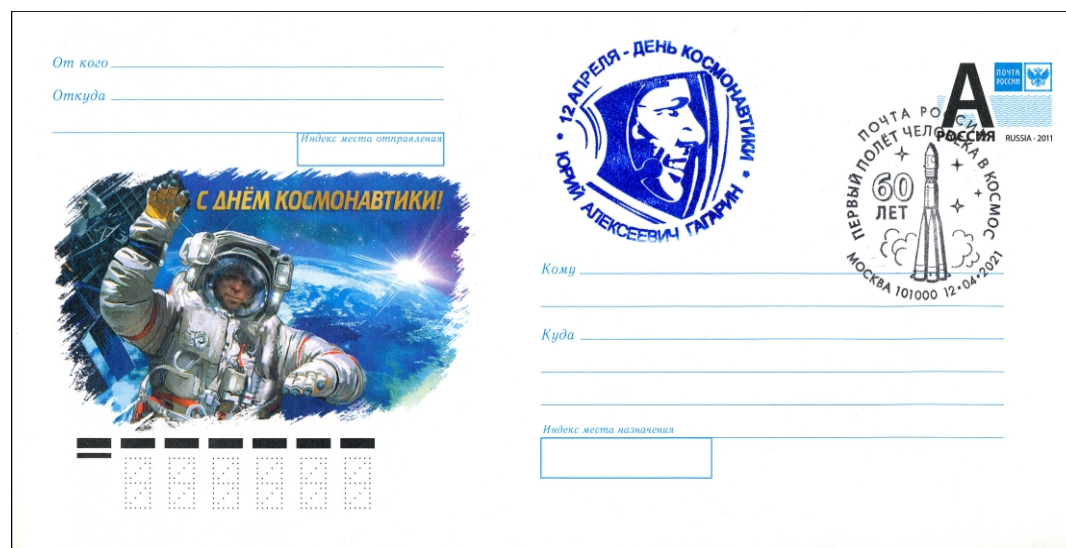 От кого
Откуда
Индекс места отправления
С ДНЁМ КОСМОНАВТИКИ!
* 12 АПРЕЛЯ - ДЕНЬ КОСМОНАВТИКИ *
ЮРИЙ АЛЕКСЕЕВИЧ ГАГАРИН
А
ПОЧТА
РОССИИ
РОССИЯ
RUSSIA · 2011
ПОЧТА РОССИИ
ПЕРВЫЙ ПОЛЁТ ЧЕЛОВЕКА В КОСМОС
60
ЛЕТ
МОСКВА 101000 12·04·2021
Кому
Куда
Индекс места назначения